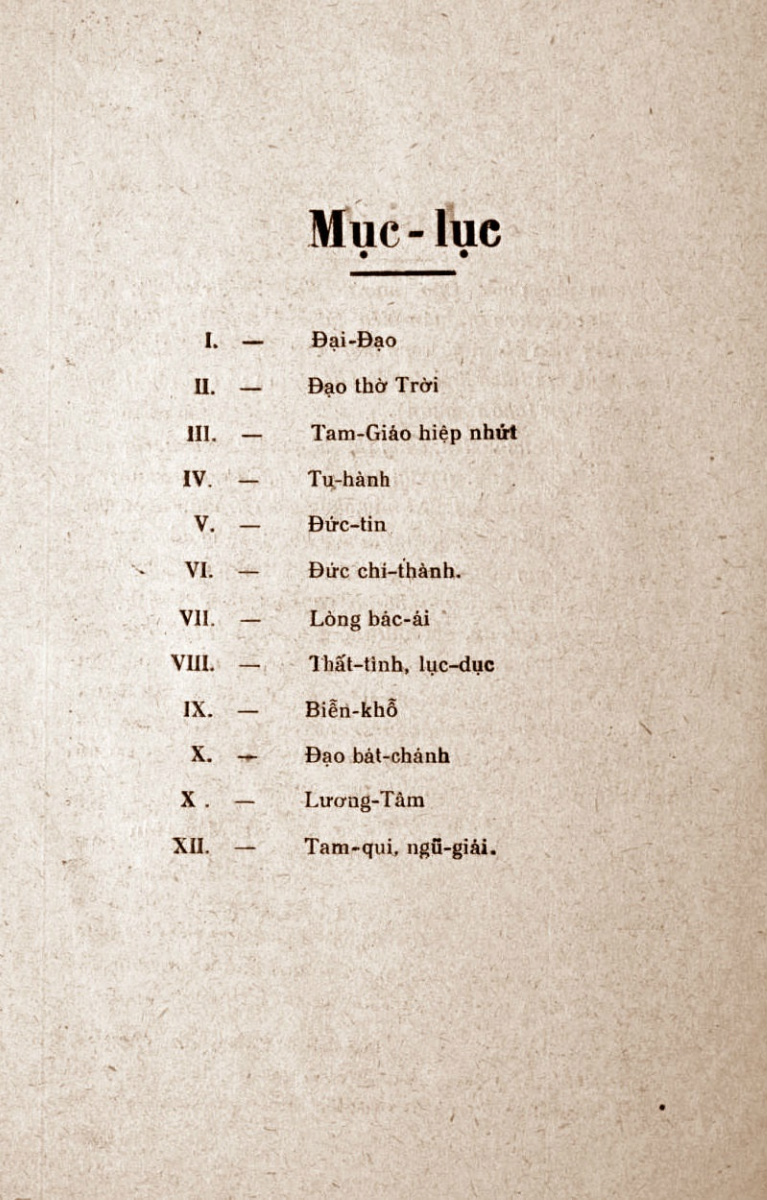 Mục-lục
I. — Đại-Đạo
II. — Đạo thờ Trời
III. — Tam-Giáo hiệp nhứt
IV. — Tu-hành
V. — Đức-tin
VI. — Đức chí-thành.
VII. — Lòng bác-ái
VIII. — Thất-tình, lục-dục
IX. — Biển-khổ
X. — Đạo bát-chánh
X . — Lương-Tâm
XII. — Tam-qui, ngũ-giái.